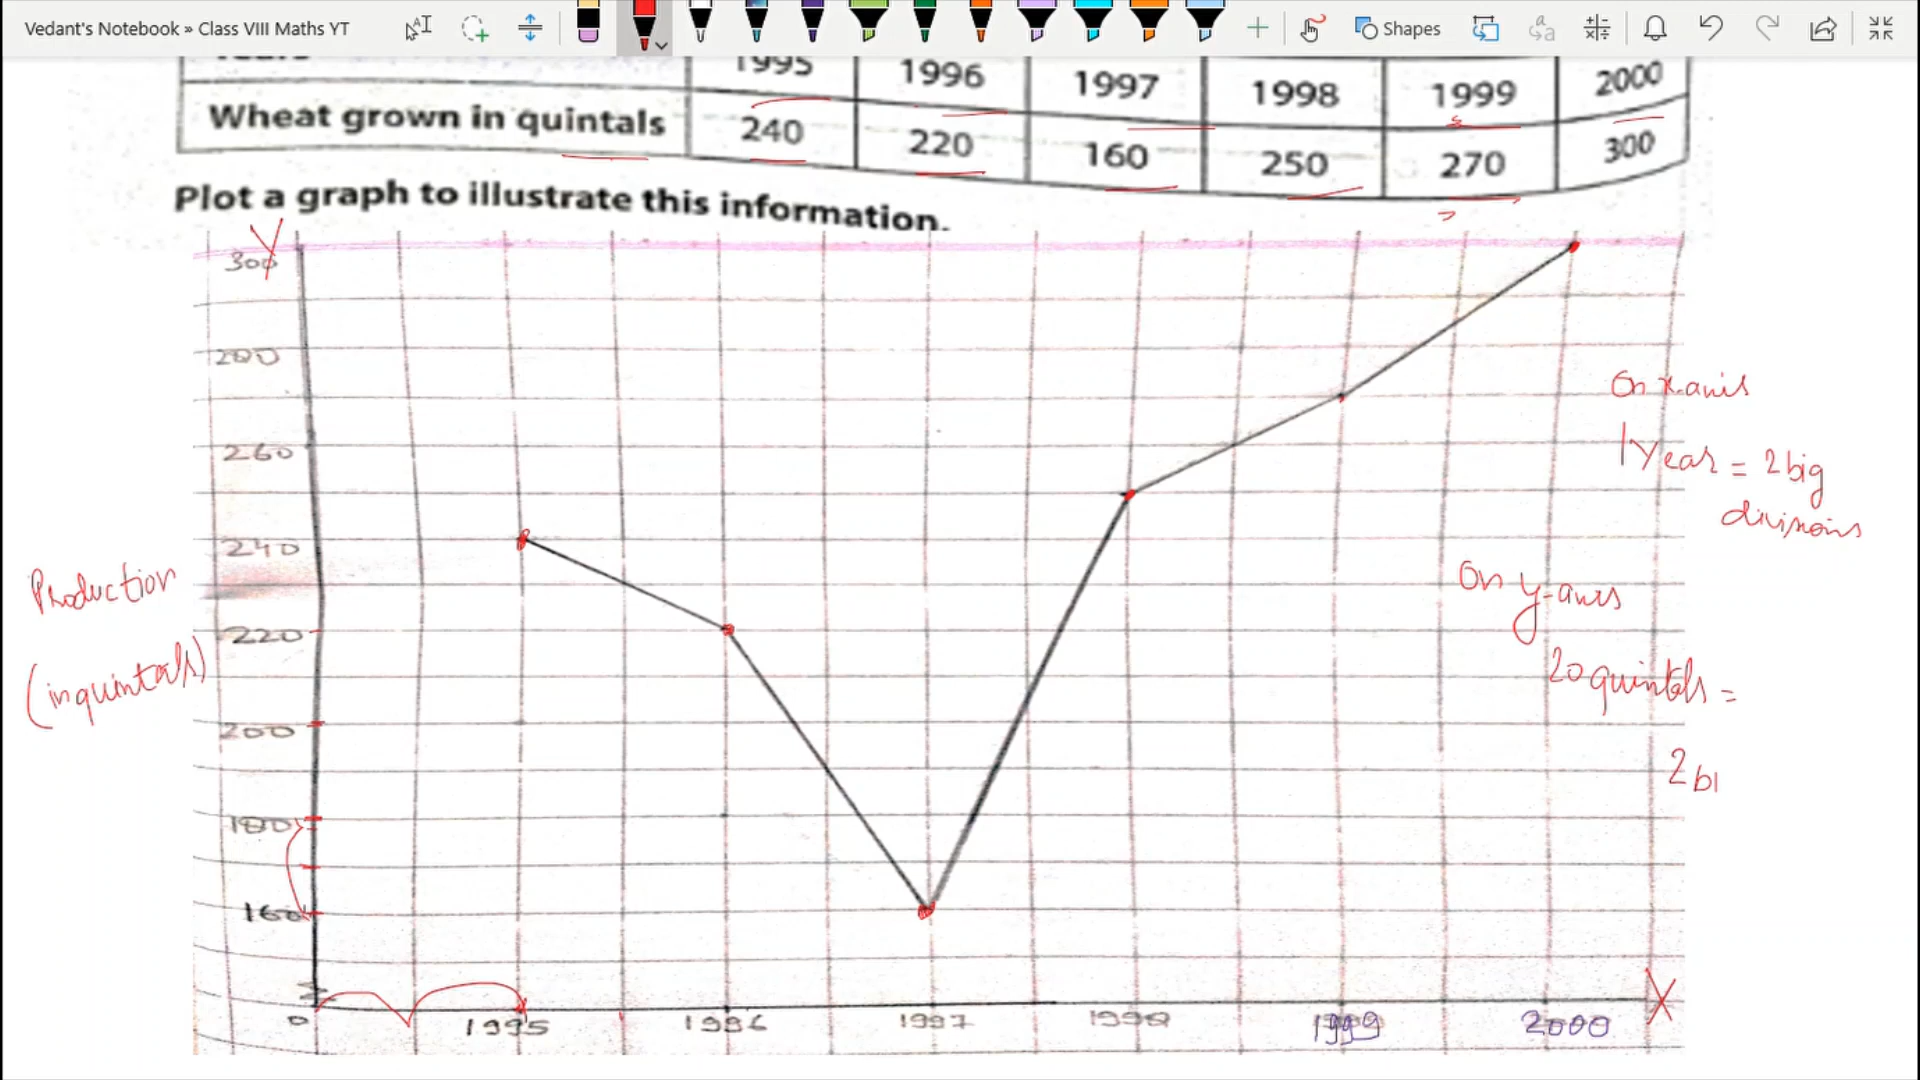 Vedant's Notebook » Class VIII Maths YT
Shapes
Years 1995 1996 1997 1998 1999 2000
Wheat grown in quintals 240 220 160 250 270 300
Plot a graph to illustrate this information.
Y
300
280
260
240
220
200
180
160
0
1995 1996 1997 1998 1999 2000
X
Production
(in quintals)
On x-axis
1 Year = 2 big
divisions
On y-axis
20 quintals =
2 bi